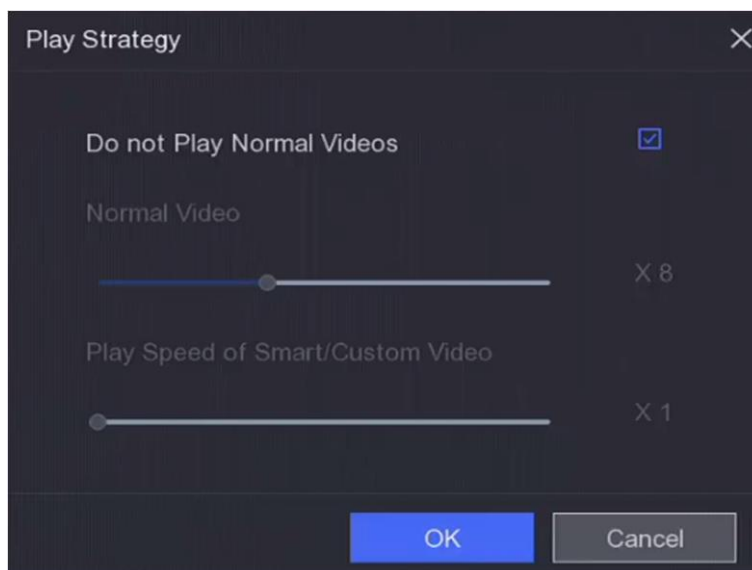 Play Strategy
Do not Play Normal Videos
Normal Video
X 8
Play Speed of Smart/Custom Video
X 1
OK
Cancel